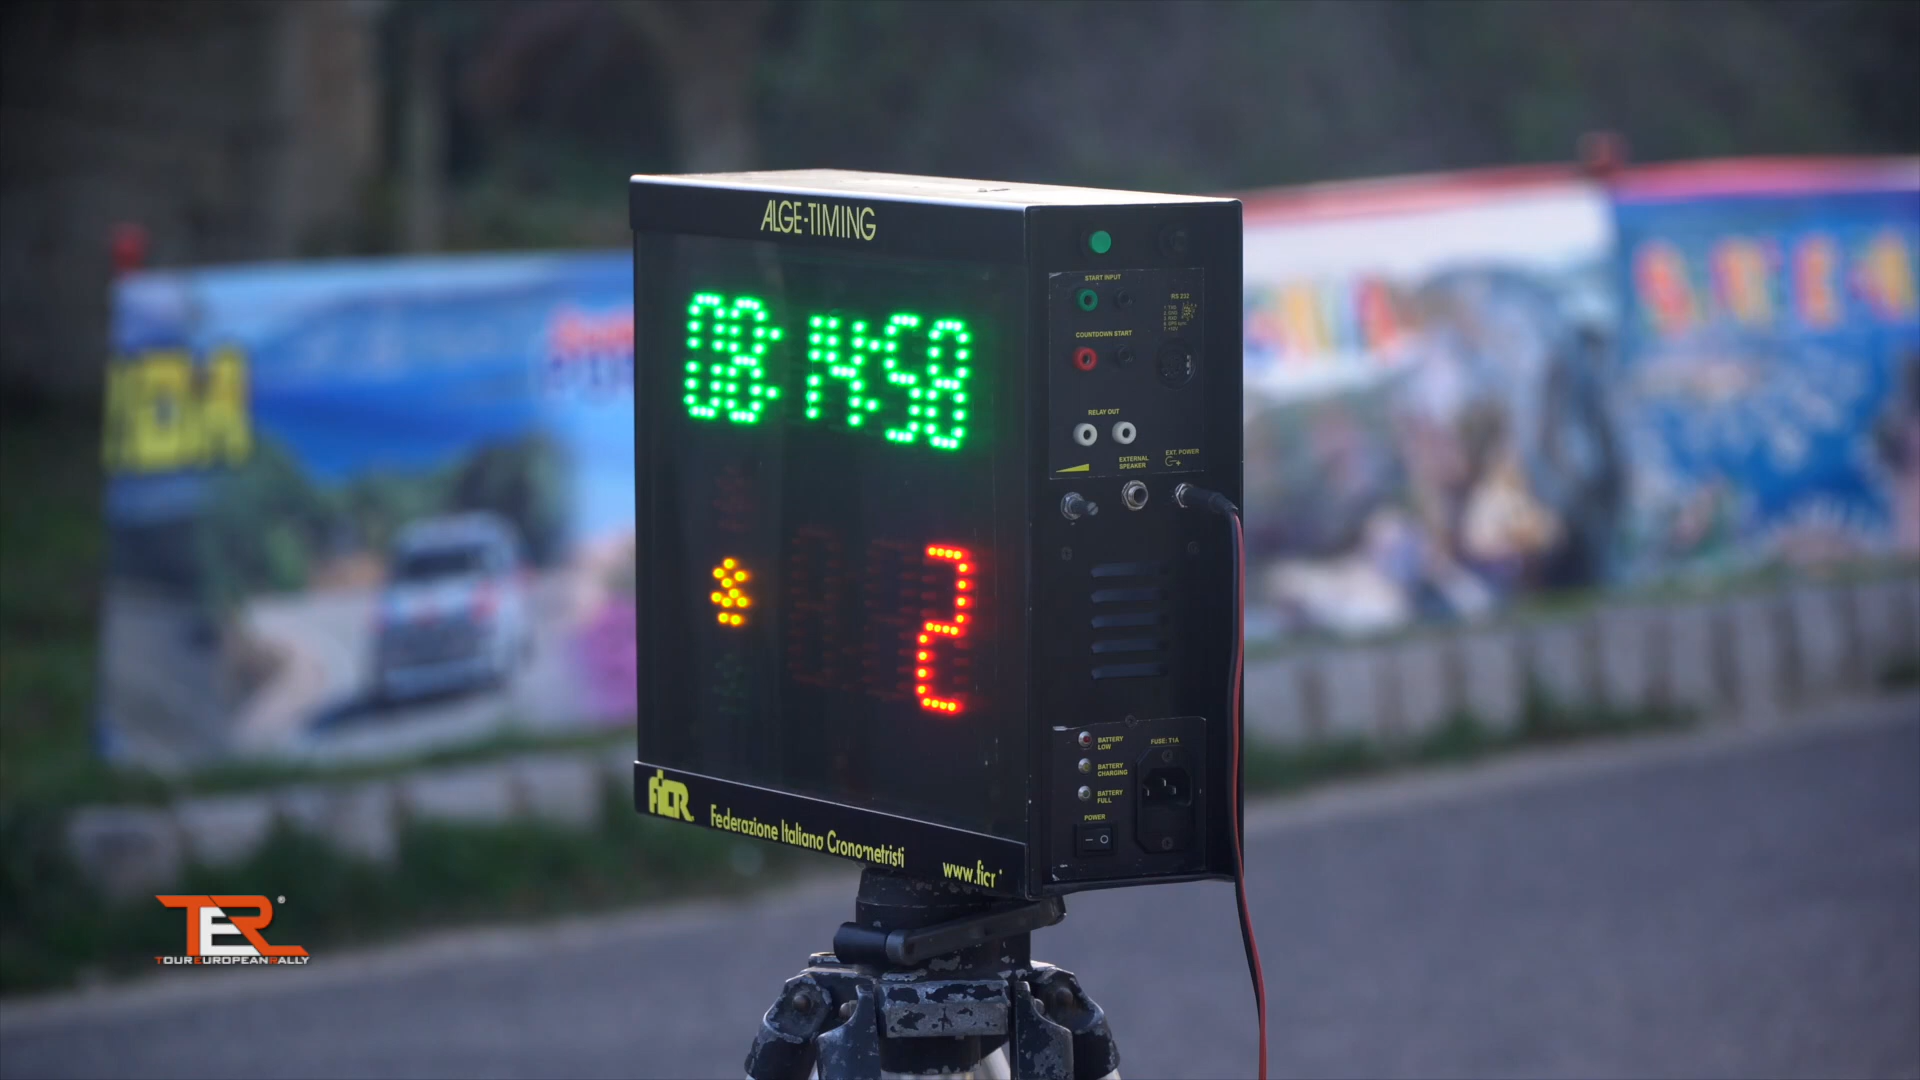 ALGE-TIMING
08:14:58
2
START INPUT
RS 232
COUNTDOWN START
RELAY OUT
EXTERNAL
SPEAKER
EXT. POWER
BATTERY
LOW
FUSE: T1A
BATTERY
CHARGING
BATTERY
FULL
POWER
FICR
Federazione Italiana Cronometristi
www.ficr
TER®
TOUREUROPEANRALLY